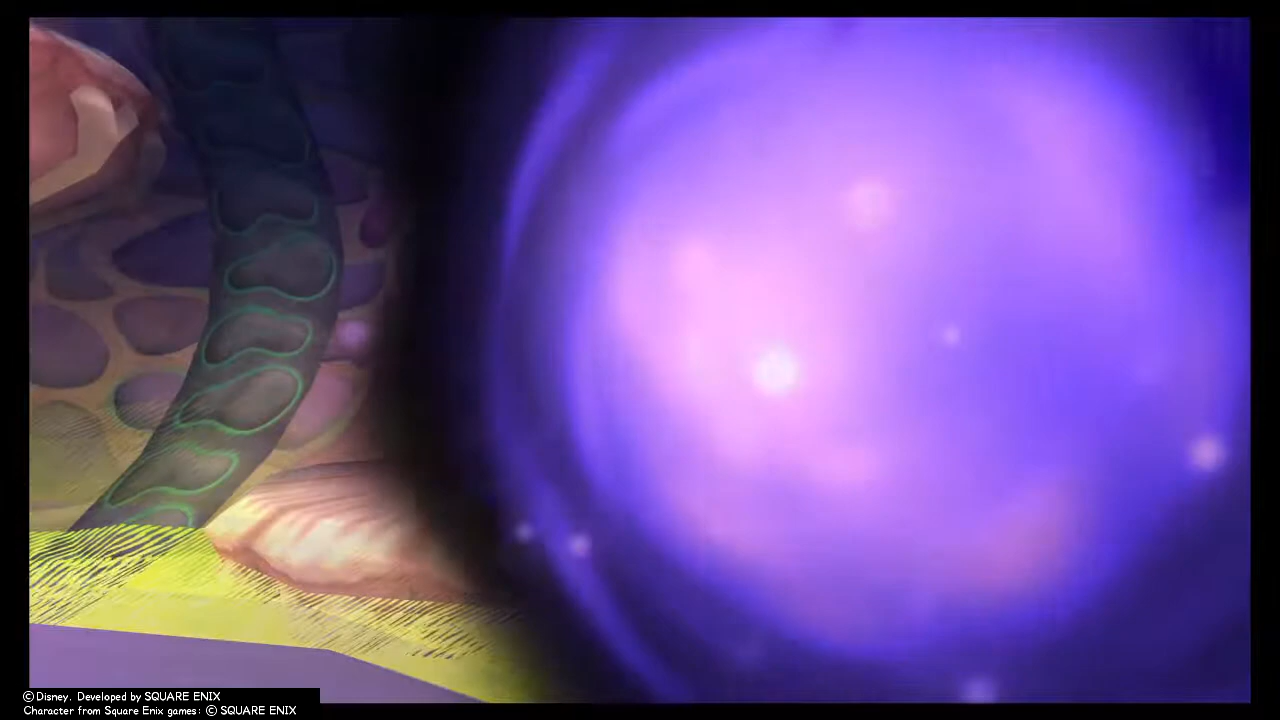 © Disney. Developed by SQUARE ENIX
Character from Square Enix games: © SQUARE ENIX